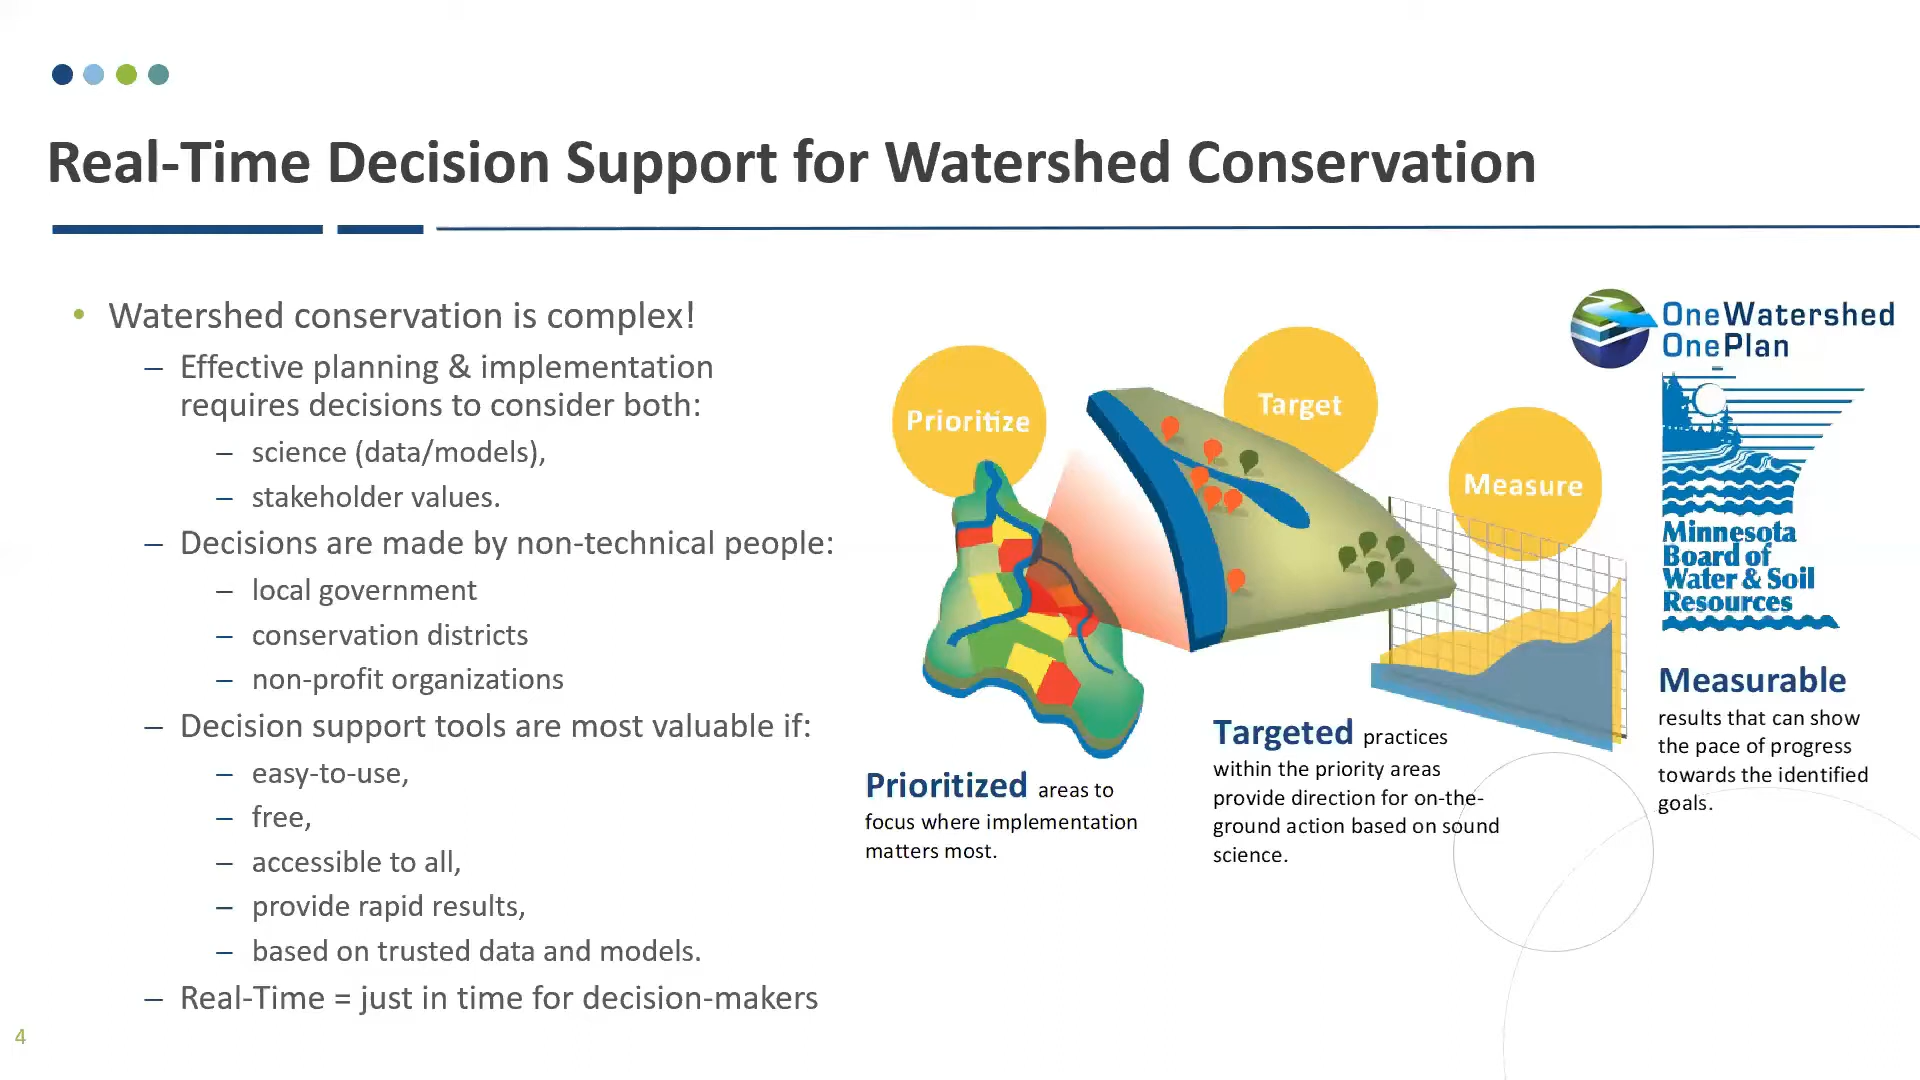 Real-Time Decision Support for Watershed Conservation
• Watershed conservation is complex!
– Effective planning & implementation
requires decisions to consider both:
– science (data/models),
– stakeholder values.
– Decisions are made by non-technical people:
– local government
– conservation districts
– non-profit organizations
– Decision support tools are most valuable if:
– easy-to-use,
– free,
– accessible to all,
– provide rapid results,
– based on trusted data and models.
– Real-Time = just in time for decision-makers
Prioritize
Target
Measure
OneWatershed
OnePlan
Minnesota
Board of
Water & Soil
Resources
Prioritized areas to
focus where implementation
matters most.
Targeted practices
within the priority areas
provide direction for on-the-
ground action based on sound
science.
Measurable
results that can show
the pace of progress
towards the identified
goals.
4